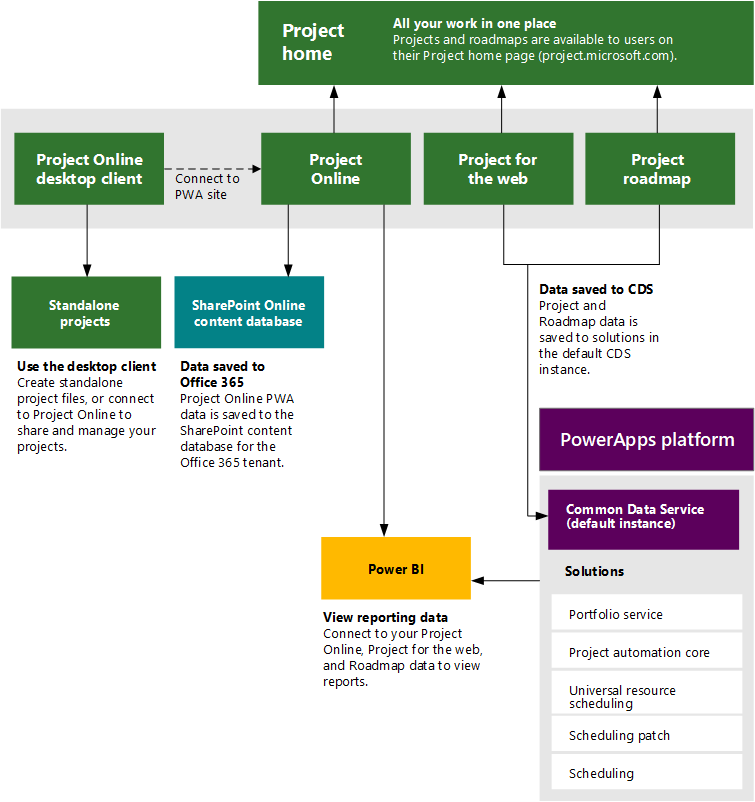 Project
home
All your work in one place
Projects and roadmaps are available to users on
their Project home page (project.microsoft.com).
Project Online
desktop client
Connect to
PWA site
Project
Online
Project for
the web
Project
roadmap
Standalone
projects
SharePoint Online
content database
Use the desktop client
Create standalone
project files, or connect
to Project Online to
share and manage your
projects.
Data saved to
Office 365
Project Online PWA
data is saved to the
SharePoint content
database for the
Office 365 tenant.
Data saved to CDS
Project and
Roadmap data is
saved to solutions in
the default CDS
instance.
PowerApps platform
Common Data Service
(default instance)
Power BI
View reporting data
Connect to your Project
Online, Project for the web,
and Roadmap data to view
reports.
Solutions
Portfolio service
Project automation core
Universal resource
scheduling
Scheduling patch
Scheduling